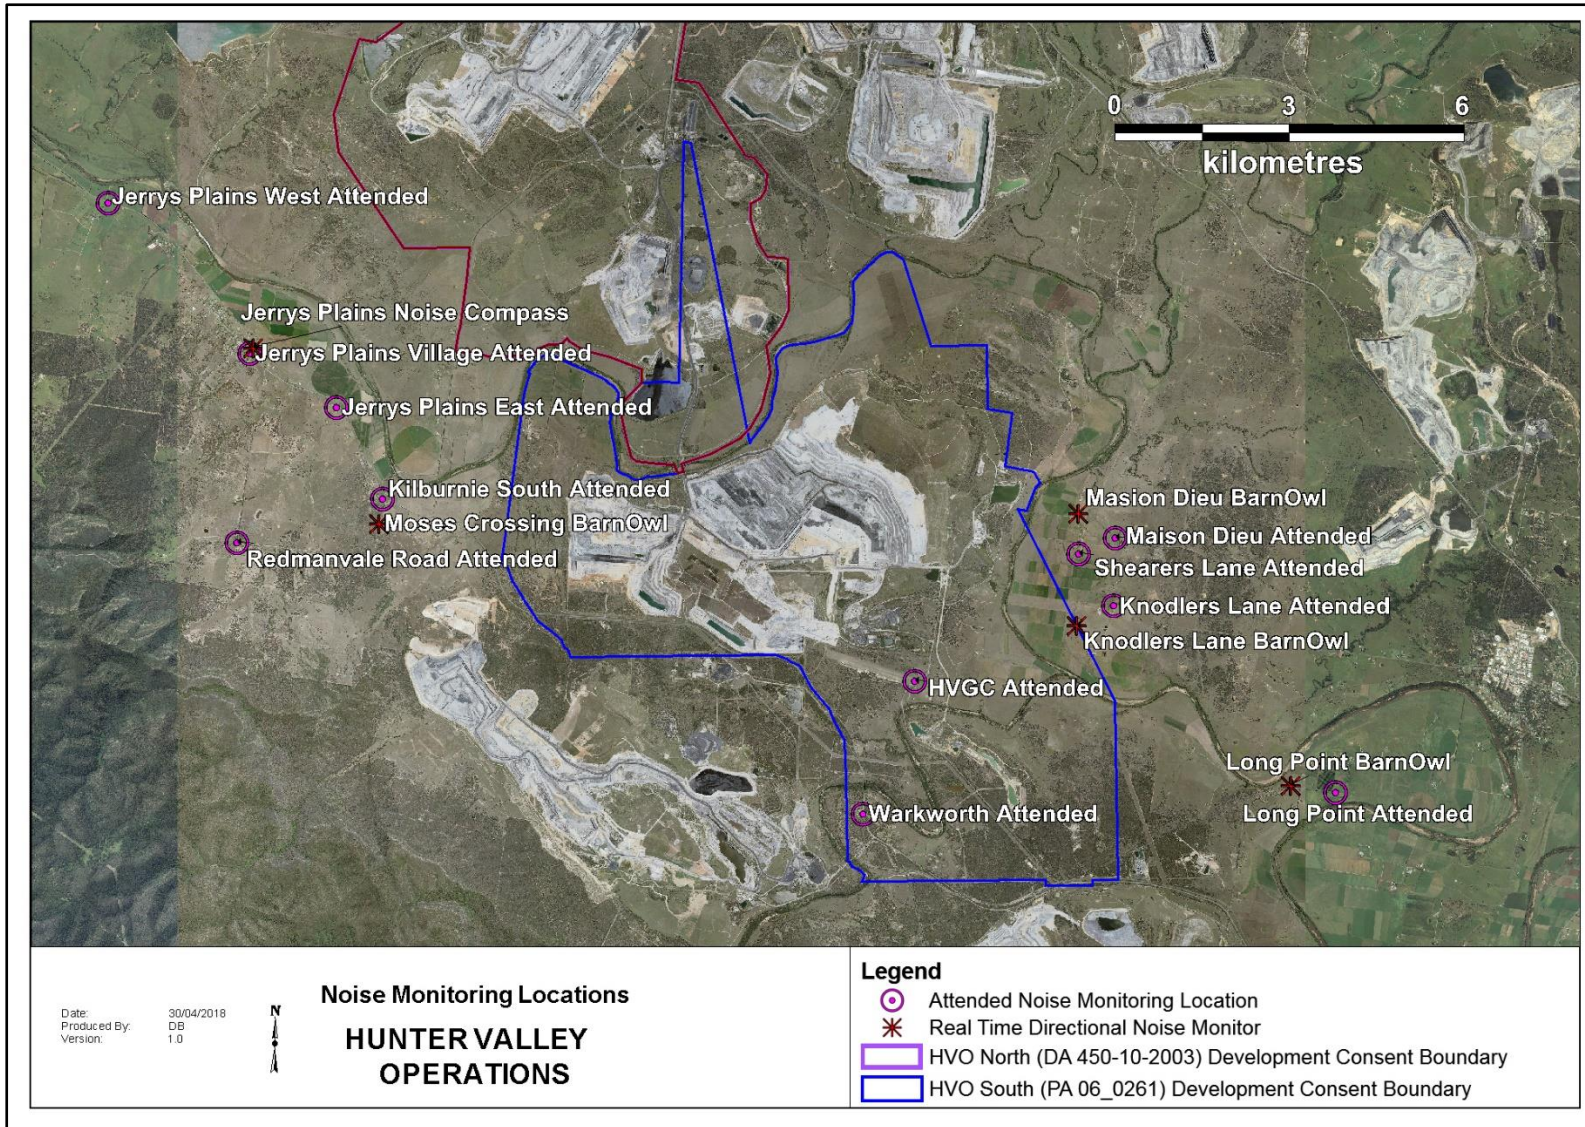 0 3 6
kilometres
Jerrys Plains West Attended
Jerrys Plains Noise Compass
Jerrys Plains Village Attended
Jerrys Plains East Attended
Kilburnie South Attended
Moses Crossing BarnOwl
Redmanvale Road Attended
Masion Dieu BarnOwl
Maison Dieu Attended
Shearers Lane Attended
Knodlers Lane Attended
Knodlers Lane BarnOwl
HVGC Attended
Long Point BarnOwl
Long Point Attended
Warkworth Attended
Date: 30/04/2018
Produced By: DB
Version: 1.0
N
Noise Monitoring Locations
HUNTER VALLEY
OPERATIONS
Legend
Attended Noise Monitoring Location
Real Time Directional Noise Monitor
HVO North (DA 450-10-2003) Development Consent Boundary
HVO South (PA 06_0261) Development Consent Boundary